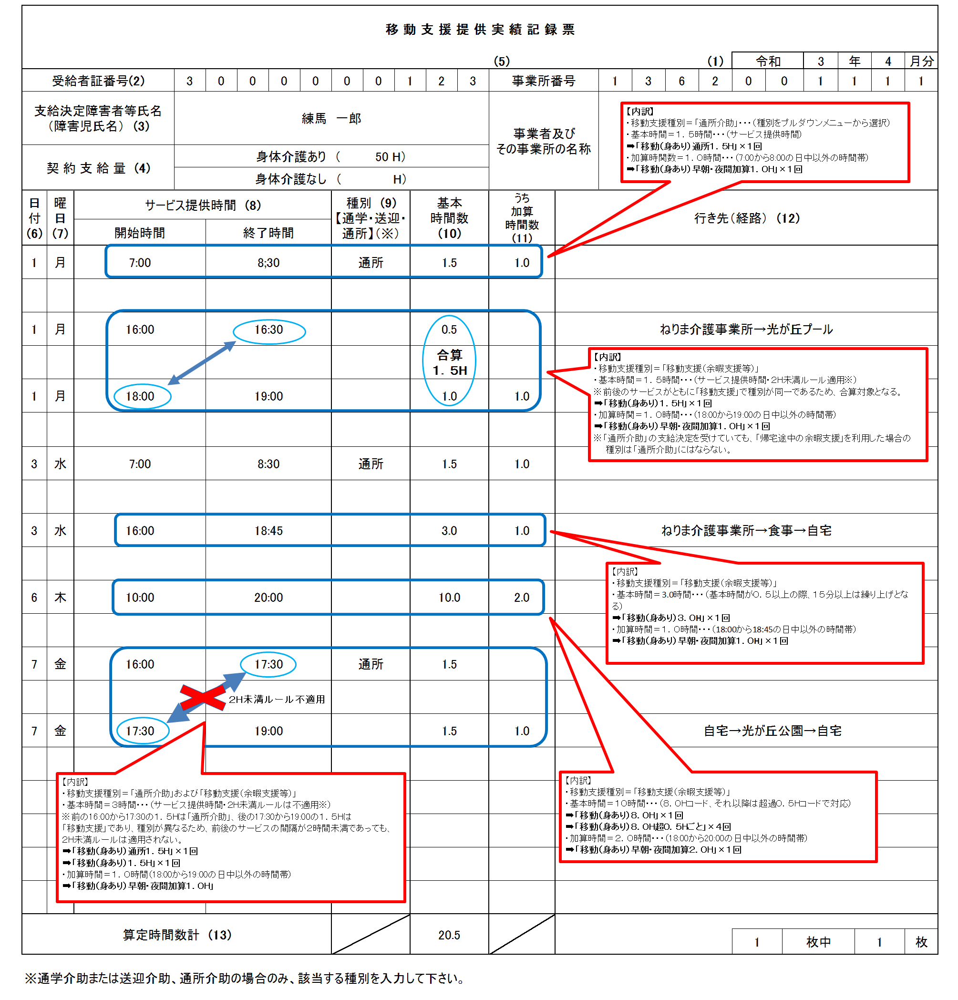 移動支援提供実績記録票
(5) (1) 令和 3 年 4 月分
受給者証番号(2) 3 0 0 0 0 0 0 1 2 3 事業所番号 1 3 6 2 0 0 1 1 1 1
支給決定障害者等氏名
(障害児氏名) (3)
練馬 一郎
事業者及び
その事業所の名称
契約支給量 (4)
身体介護あり ( 50 H)
身体介護なし ( H)
【内訳】
・移動支援種別=「通所介助」・・・(種別をプルダウンメニューから選択)
・基本時間=1.5時間・・・(サービス提供時間)
➡「移動(身あり)通所1.5H」×1回
・加算時関数=1.0時間・・・(7:00から8:00の日中以外の時間帯)
➡「移動(身あり)早朝・夜間加算1.0H」×1回
日付(6)
曜日(7)
サービス提供時間 (8)
開始時間 終了時間
種別 (9)
【通学・送迎・
通所】(※)
基本
時間数
(10)
うち
加算
時間数
(11)
行き先(経路) (12)
1 月 7:00 8;30 通所 1.5 1.0
1 月 16:00 16:30 0.5 ねりま介護事業所→光が丘プール
合算
1.5H
1 月 18:00 19:00 1.0 1.0
【内訳】
・移動支援種別=「移動支援(余暇支援等)」
・基本時間=1.5時間・・・(サービス提供時間・2H未満ルール適用※)
※前後のサービスがともに「移動支援」で種別が同一であるため、合算対象となる。
➡「移動(身あり)1.5H」×1回
・加算時関=1.0時間・・・(18:00から19:00の日中以外の時間帯)
➡「移動(身あり)早朝・夜間加算1.0H」×1回
※「通所介助」の支給決定を受けていても、「帰宅途中の余暇支援」を利用した場合の
種別は「通所介助」にはならない。
3 水 7:00 8:30 通所 1.5 1.0
3 水 16:00 18:45 3.0 1.0 ねりま介護事業所→食事→自宅
【内訳】
・移動支援種別=「移動支援(余暇支援等)」
・基本時間=3.0時間・・・(基本時間が0.5以上の際、15分以上は繰り上げとな
る)
➡「移動(身あり)3.0H」×1回
・加算時間=1.0時間・・・(18:00から18:45の日中以外の時間帯)
➡「移動(身あり)早朝・夜間加算1.0H」×1回
6 木 10:00 20:00 10.0 2.0
7 金 16:00 17:30 通所 1.5
2H未満ルール不適用
7 金 17:30 19:00 1.5 1.0 自宅→光が丘公園→自宅
【内訳】
・移動支援種別=「通所介助」および「移動支援(余暇支援等)」
・基本時間=3時間・・・(サービス提供時間・2H未満ルールは不適用※)
※前の16:00から17:30の1.5Hは「通所介助」、後の17:30から19:00の1.5Hは
「移動支援」であり、種別が異なるため、前後のサービスの間隔が2時間未満であっても、
2H未満ルールは適用されない。
➡「移動(身あり)通所1.5H」×1回
➡「移動(身あり)1.5H」×1回
・加算時間=1.0時間(18:00から19:00の日中以外の時間帯)
➡「移動(身あり)早朝・夜間加算1.0H」
【内訳】
・移動支援種別=「移動支援(余暇支援等)」
・基本時間=10時間・・・(8.0Hコード、それ以降は超過0.5Hコードで対応)
➡「移動(身あり)8.0H」×1回
➡「移動(身あり)8.0H超0.5Hごと」×4回
・加算時間=2.0時間・・・(18:00から20:00の日中以外の時間帯)
➡「移動(身あり)早朝・夜間加算2.0H」×1回
算定時間数計 (13) 20.5
1 枚中 1 枚
※通学介助または送迎介助、通所介助の場合のみ、該当する種別を入力して下さい。